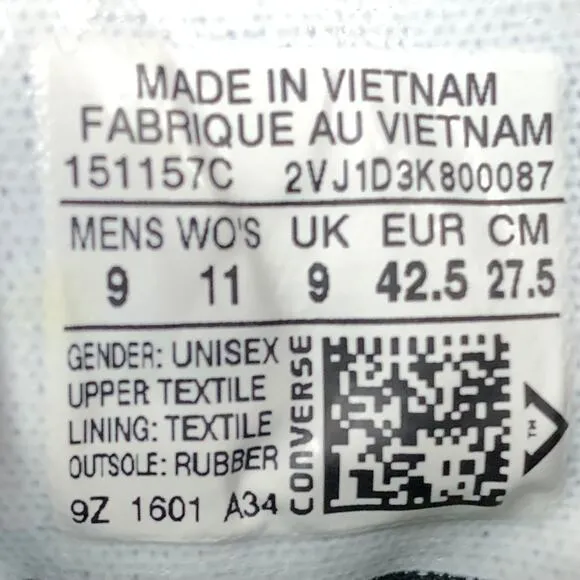 MADE IN VIETNAM
FABRIQUE AU VIETNAM
151157C 2VJ1D3K800087
MENS WO'S UK EUR CM
9 11 9 42.5 27.5
GENDER: UNISEX
UPPER TEXTILE
LINING: TEXTILE
OUTSOLE: RUBBER
9Z 1601 A34
CONVERSE
TM